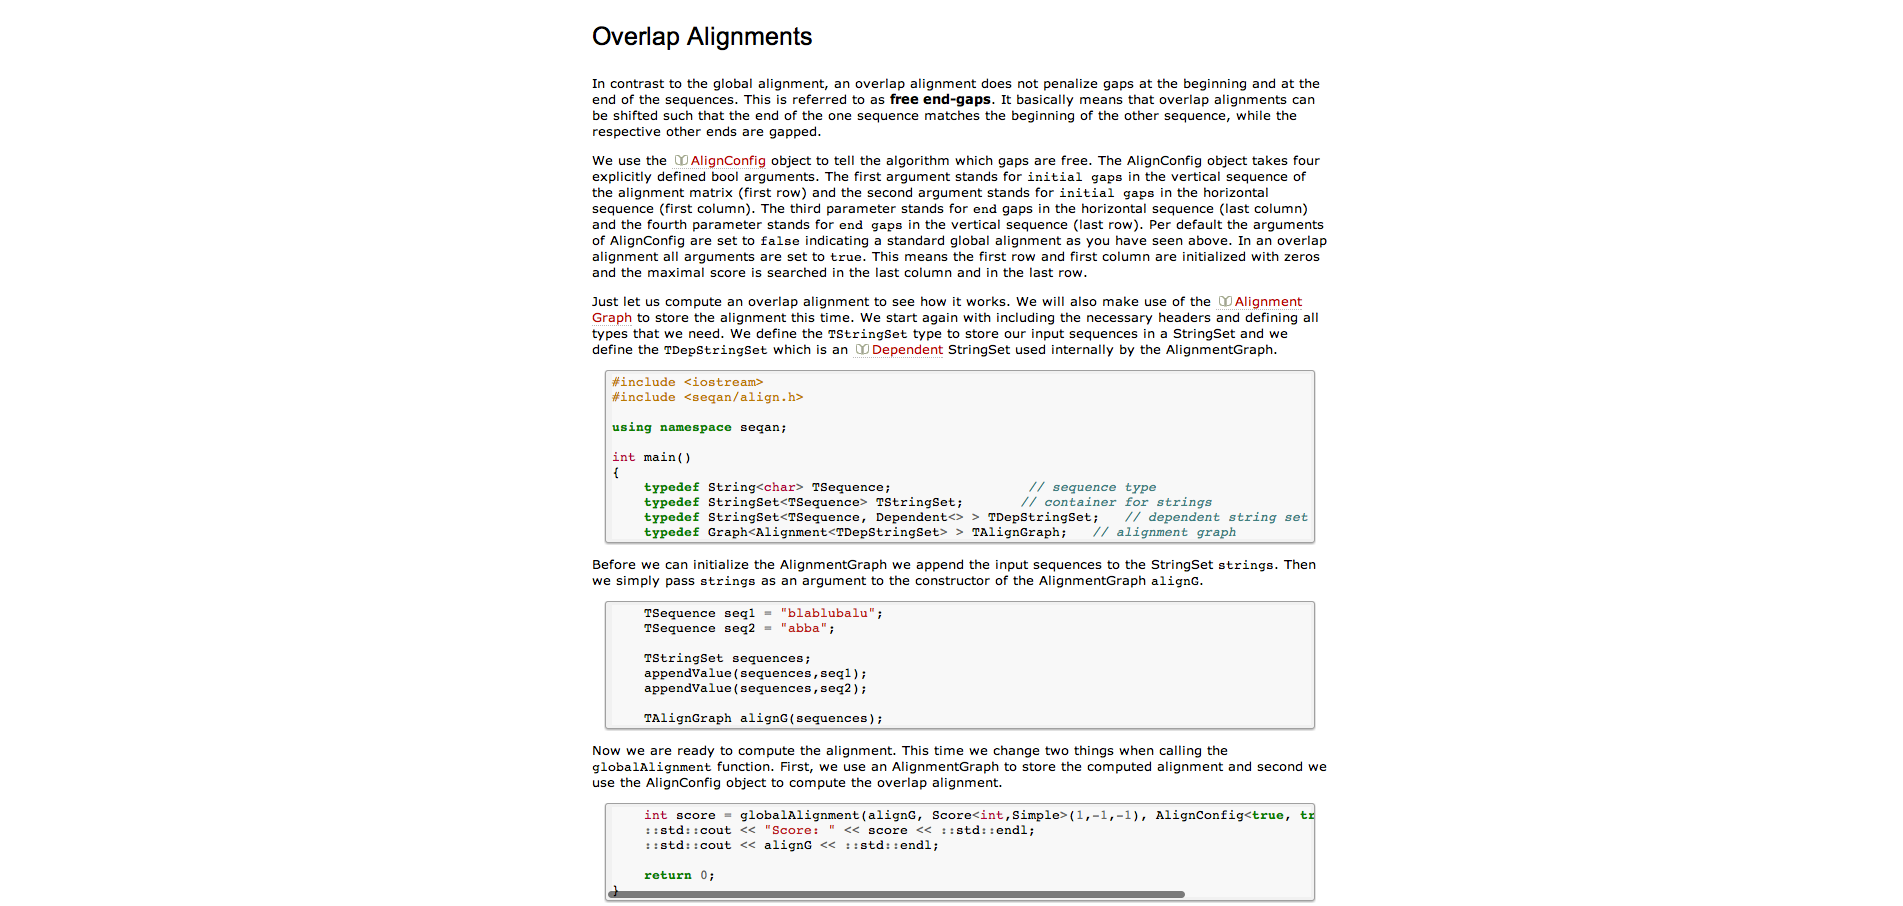 Overlap Alignments
In contrast to the global alignment, an overlap alignment does not penalize gaps at the beginning and at the
end of the sequences. This is referred to as free end-gaps. It basically means that overlap alignments can
be shifted such that the end of the one sequence matches the beginning of the other sequence, while the
respective other ends are gapped.
We use the AlignConfig object to tell the algorithm which gaps are free. The AlignConfig object takes four
explicitly defined bool arguments. The first argument stands for initial gaps in the vertical sequence of
the alignment matrix (first row) and the second argument stands for initial gaps in the horizontal
sequence (first column). The third parameter stands for end gaps in the horizontal sequence (last column)
and the fourth parameter stands for end gaps in the vertical sequence (last row). Per default the arguments
of AlignConfig are set to false indicating a standard global alignment as you have seen above. In an overlap
alignment all arguments are set to true. This means the first row and first column are initialized with zeros
and the maximal score is searched in the last column and in the last row.
Just let us compute an overlap alignment to see how it works. We will also make use of the Alignment
Graph to store the alignment this time. We start again with including the necessary headers and defining all
types that we need. We define the TStringSet type to store our input sequences in a StringSet and we
define the TDepStringSet which is an Dependent StringSet used internally by the AlignmentGraph.
#include <iostream>
#include <seqan/align.h>
using namespace seqan;
int main()
{
typedef String<char> TSequence; // sequence type
typedef StringSet<TSequence> TStringSet; // container for strings
typedef StringSet<TSequence, Dependent<> > TDepStringSet; // dependent string set
typedef Graph<Alignment<TDepStringSet> > TAlignGraph; // alignment graph
Before we can initialize the AlignmentGraph we append the input sequences to the StringSet strings. Then
we simply pass strings as an argument to the constructor of the AlignmentGraph alignG.
TSequence seq1 = "blablubalu";
TSequence seq2 = "abba";
TStringSet sequences;
appendValue(sequences,seq1);
appendValue(sequences,seq2);
TAlignGraph alignG(sequences);
Now we are ready to compute the alignment. This time we change two things when calling the
globalAlignment function. First, we use an AlignmentGraph to store the computed alignment and second we
use the AlignConfig object to compute the overlap alignment.
int score = globalAlignment(alignG, Score<int,Simple>(1,-1,-1), AlignConfig<true, tr
::std::cout << "Score: " << score << ::std::endl;
::std::cout << alignG << ::std::endl;
return 0;
}